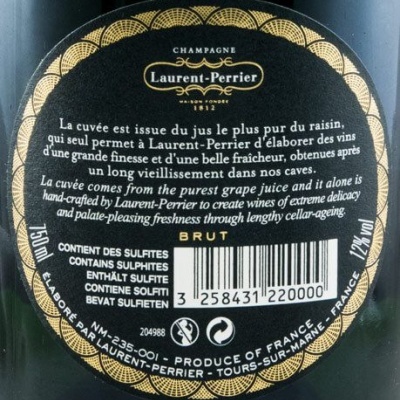 CHAMPAGNE
Laurent-Perrier
MAISON FONDÉE
1812
La cuvée est issue du jus le plus pur du raisin,
qui seul permet à Laurent-Perrier d'élaborer des vins
d'une grande finesse et d'une belle fraîcheur, obtenues après
un long vieillissement dans nos caves.
La cuvée comes from the purest grape juice and it alone is
hand-crafted by Laurent-Perrier to create wines of extreme delicacy
and palate-pleasing freshness through lengthy cellar-ageing.
BRUT
750 ml
CONTIENT DES SULFITES
CONTAINS SULPHITES
ENTHÄLT SULFITE
CONTIENE SOLFITI
BEVAT SULFIETEN
3 258431 220000
12% vol
204988
NM-235-001 - PRODUCE OF FRANCE
ÉLABORÉ PAR LAURENT-PERRIER - TOURS-SUR-MARNE - FRANCE